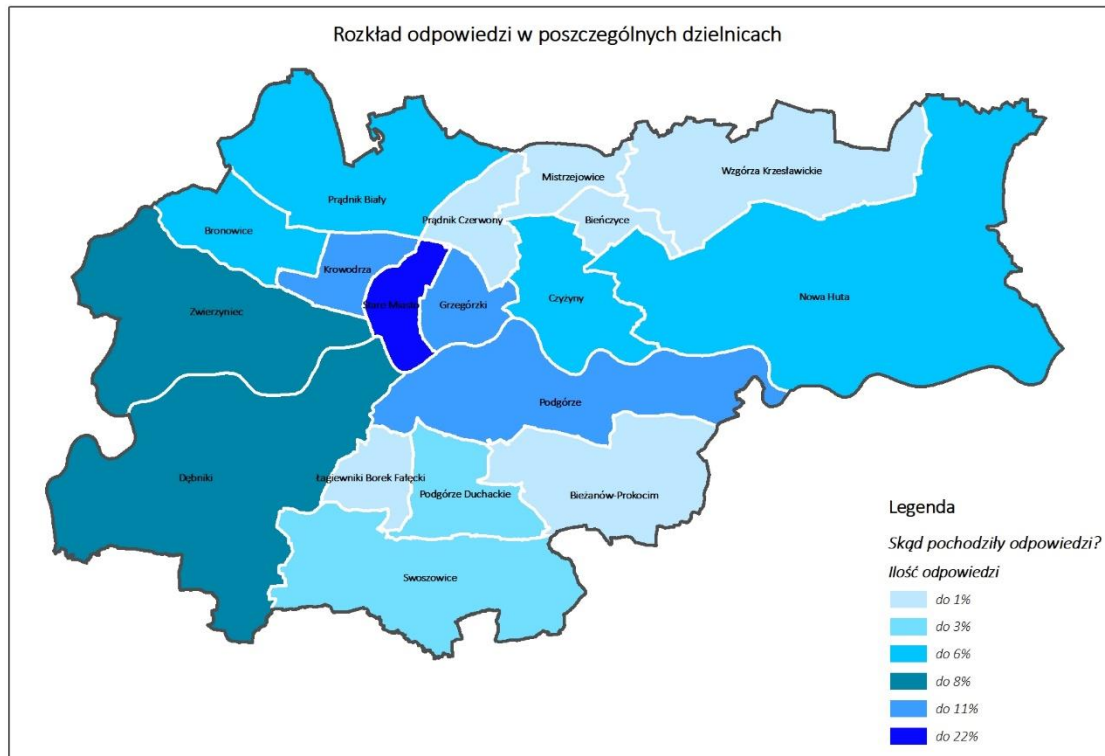 Rozkład odpowiedzi w poszczególnych dzielnicach
Mistrzejowice
Wzgórza Krzesławickie
Prądnik Biały
Prądnik Czerwony
Bieńczyce
Bronowice
Krowodrza
Stare Miasto
Grzegórzki
Czyżyny
Nowa Huta
Zwierzyniec
Podgórze
Dębniki
Łagiewniki Borek Fałęcki
Podgórze Duchackie
Bieżanów-Prokocim
Swoszowice
Legenda
Skąd pochodziły odpowiedzi?
Ilość odpowiedzi
do 1%
do 3%
do 6%
do 8%
do 11%
do 22%